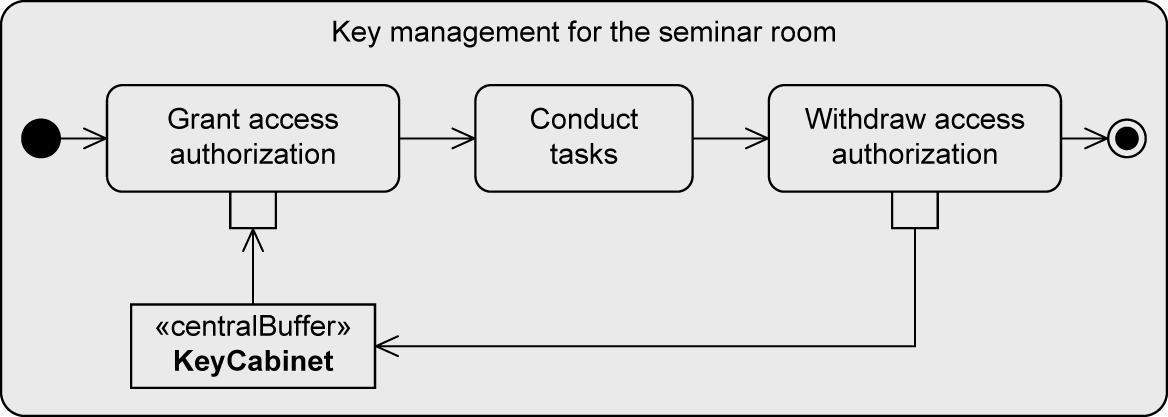 Key management for the seminar room
Grant access
authorization
Conduct
tasks
Withdraw access
authorization
«centralBuffer»
KeyCabinet